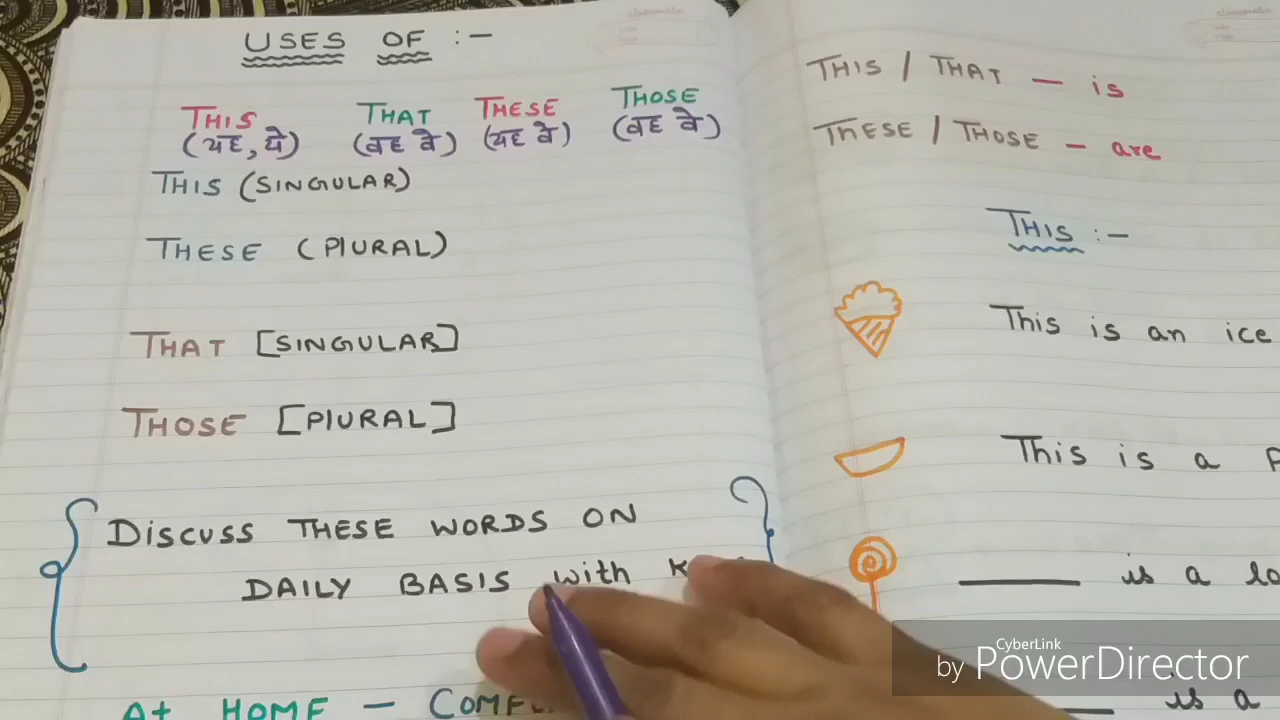 USES OF :-
THIS THAT THESE THOSE
(यह, ये) (वह वे) (यह वे) (वह वे)
THIS (SINGULAR)
THESE (PlURAL)
THAT [SINGULAR]
THOSE [PlURAL]
DiscUSS THESE WORDS ON
DAILY BASIS with
At HOME -
THIS / THAT - is
THESE / THOSE - are
THIS :-
This is an ice
This is a
is a lo
is a
CyberLink
by PowerDirector